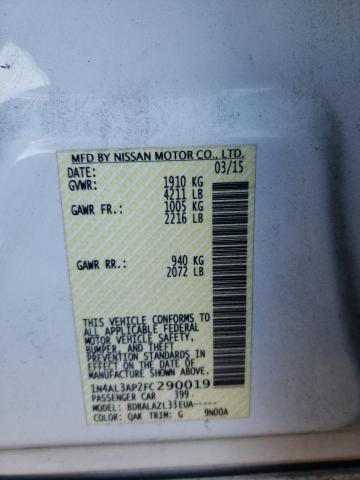 MFD BY NISSAN MOTOR CO., LTD.
DATE: 03/15
GVWR: 1910 KG
4211 LB
GAWR FR.: 1005 KG
2216 LB
GAWR RR.: 940 KG
2072 LB
THIS VEHICLE CONFORMS TO
ALL APPLICABLE FEDERAL
MOTOR VEHICLE SAFETY,
BUMPER, AND THEFT
PREVENTION STANDARDS
IN EFFECT ON THE DATE OF
MANUFACTURE SHOWN ABOVE.
1N4AL3AP2FC290019
PASSENGER CAR 399
MODEL: BDBALAZL33EUA-----
COLOR: QAK TRIM: G 9N00A